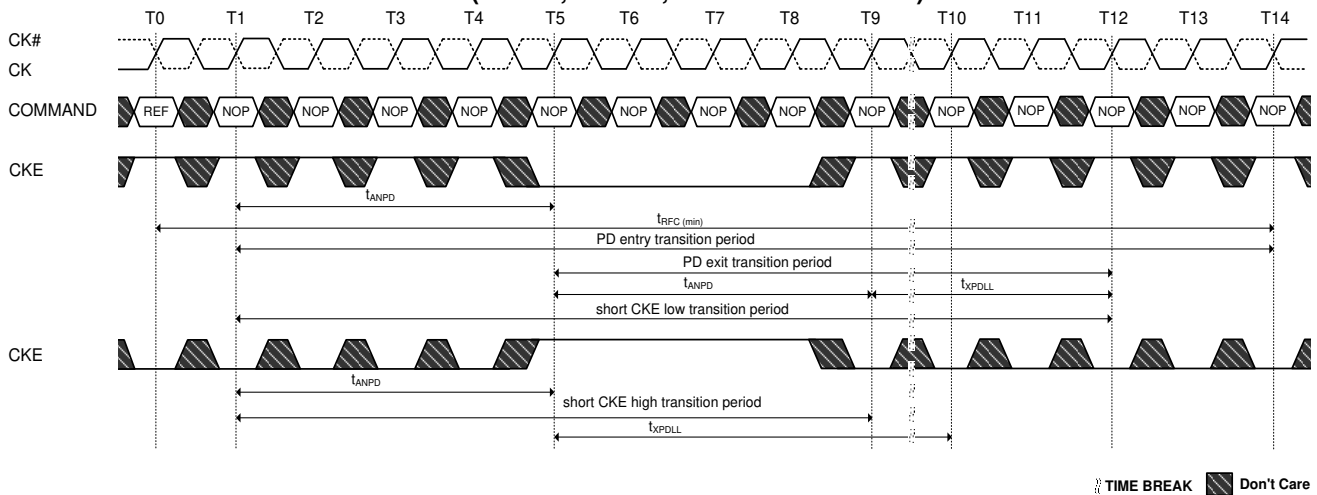 T0 T1 T2 T3 T4 T5 T6 T7 T8 T9 T10 T11 T12 T13 T14
CK#
CK
COMMAND REF NOP NOP NOP NOP NOP NOP NOP NOP NOP NOP NOP NOP NOP NOP
CKE
tANPD
tRFC (min)
PD entry transition period
PD exit transition period
tANPD tXPDLL
short CKE low transition period
CKE
tANPD
short CKE high transition period
tXPDLL
TIME BREAK Don't Care